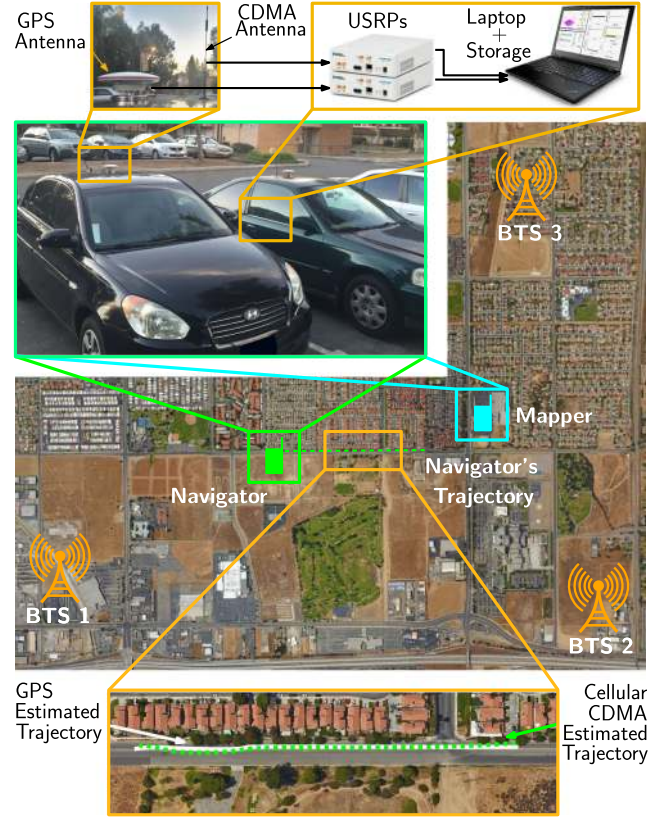 GPS
Antenna
CDMA
Antenna
USRPs
Laptop
+
Storage
BTS 3
Mapper
Navigator
Navigator's
Trajectory
BTS 1
BTS 2
GPS
Estimated
Trajectory
Cellular
CDMA
Estimated
Trajectory